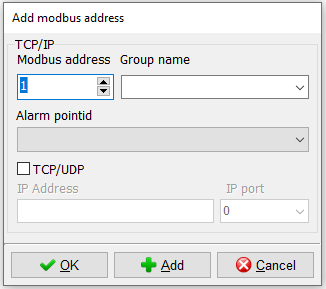 Add modbus address
TCP/IP
Modbus address Group name
1
Alarm pointid
TCP/UDP
IP Address IP port
0
OK Add Cancel